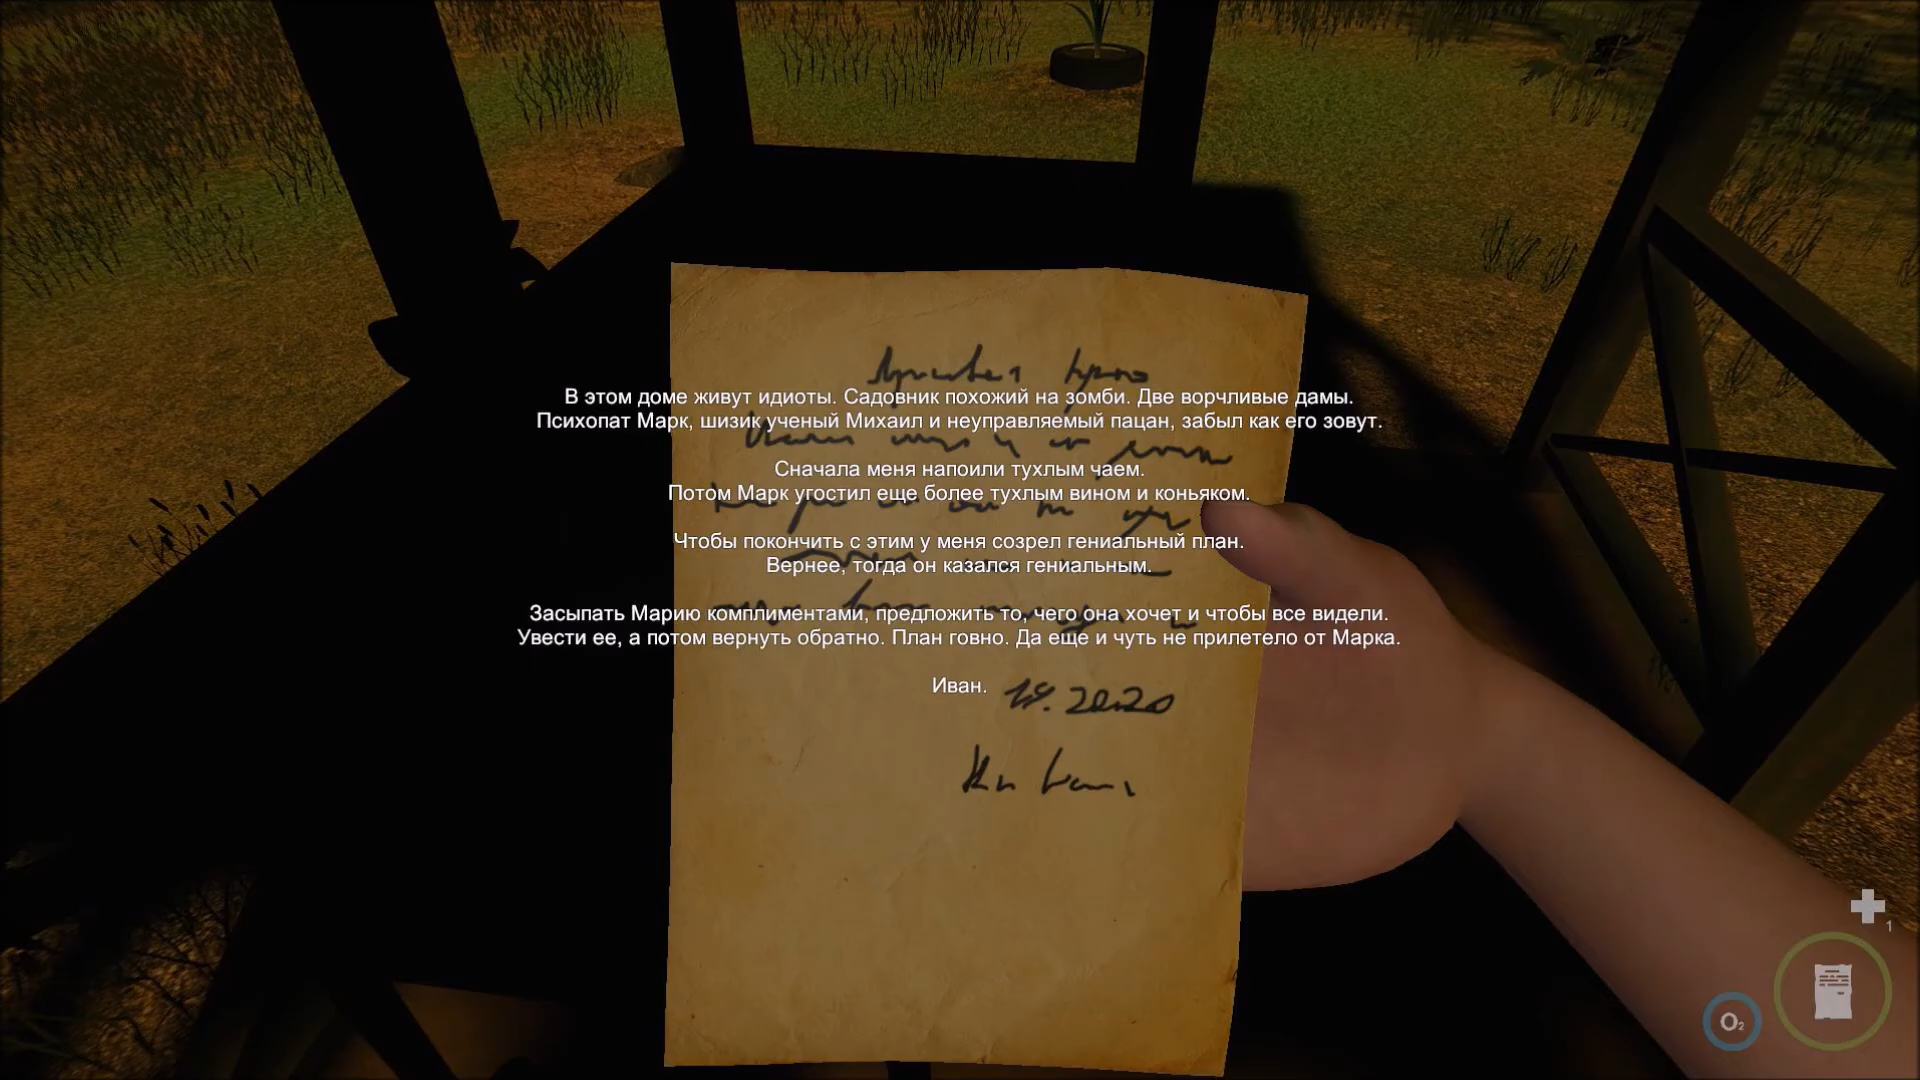 В этом доме живут идиоты. Садовник похожий на зомби. Две ворчливые дамы.
Психопат Марк, шизик ученый Михаил и неуправляемый пацан, забыл как его зовут.
Сначала меня напоили тухлым чаем.
Потом Марк угостил еще более тухлым вином и коньяком.
Чтобы покончить с этим у меня созрел гениальный план.
Вернее, тогда он казался гениальным.
Засыпать Марию комплиментами, предложить то, чего она хочет и чтобы все видели.
Увести ее, а потом вернуть обратно. План говно. Да еще и чуть не прилетело от Марка.
Иван.
2020
1
O₂